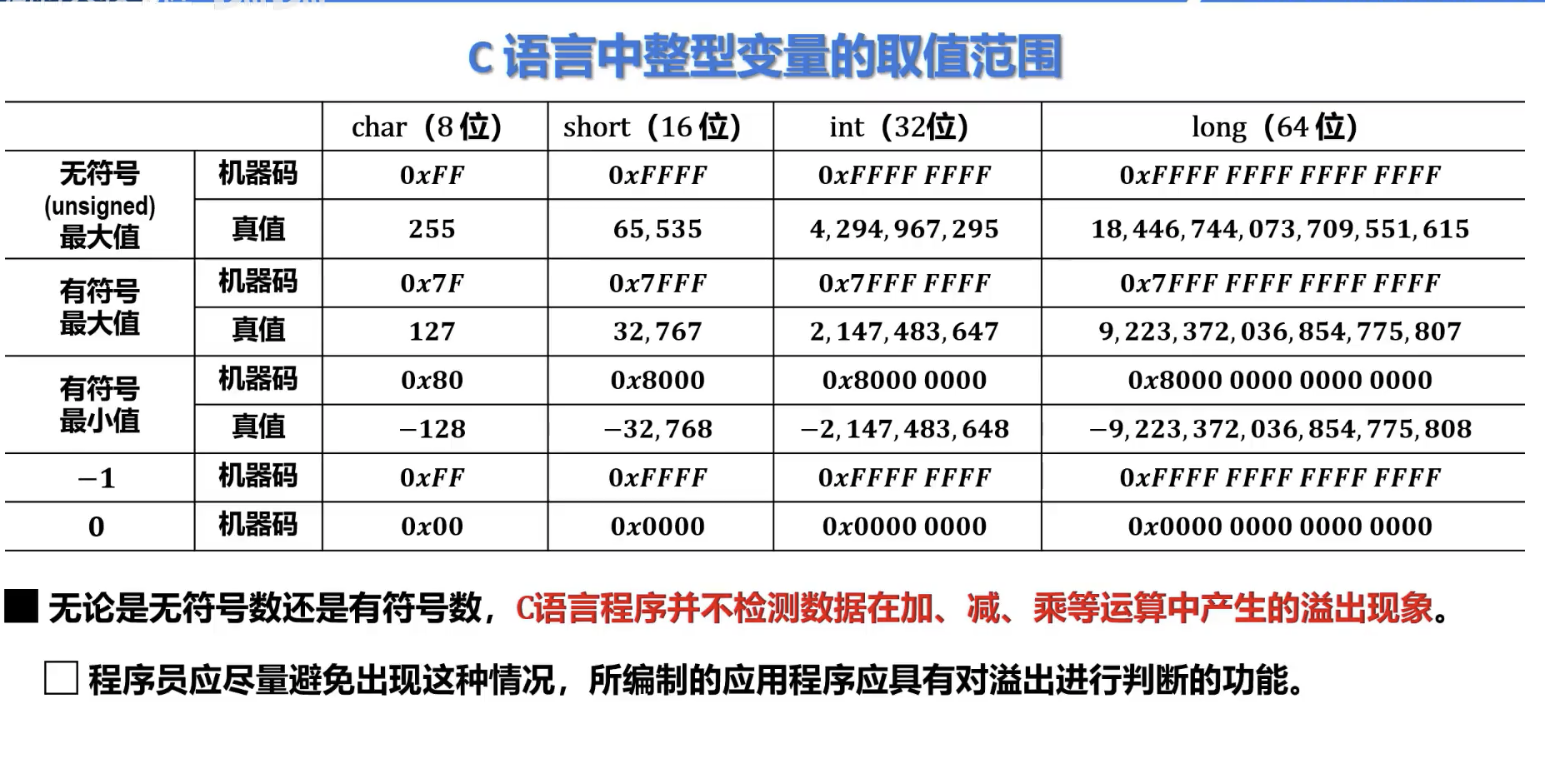 C 语言中整型变量的取值范围
char（8 位） short（16 位） int（32位） long（64 位）
无符号 (unsigned) 最大值 机器码 0xFF 0xFFFF 0xFFFF FFFF 0xFFFF FFFF FFFF FFFF
真值 255 65,535 4,294,967,295 18,446,744,073,709,551,615
有符号 最大值 机器码 0x7F 0x7FFF 0x7FFF FFFF 0x7FFF FFFF FFFF FFFF
真值 127 32,767 2,147,483,647 9,223,372,036,854,775,807
有符号 最小值 机器码 0x80 0x8000 0x8000 0000 0x8000 0000 0000 0000
真值 −128 −32,768 −2,147,483,648 −9,223,372,036,854,775,808
−1 机器码 0xFF 0xFFFF 0xFFFF FFFF 0xFFFF FFFF FFFF FFFF
0 机器码 0x00 0x0000 0x0000 0000 0x0000 0000 0000 0000
无论是无符号数还是有符号数，C语言程序并不检测数据在加、减、乘等运算中产生的溢出现象。
程序员应尽量避免出现这种情况，所编制的应用程序应具有对溢出进行判断的功能。